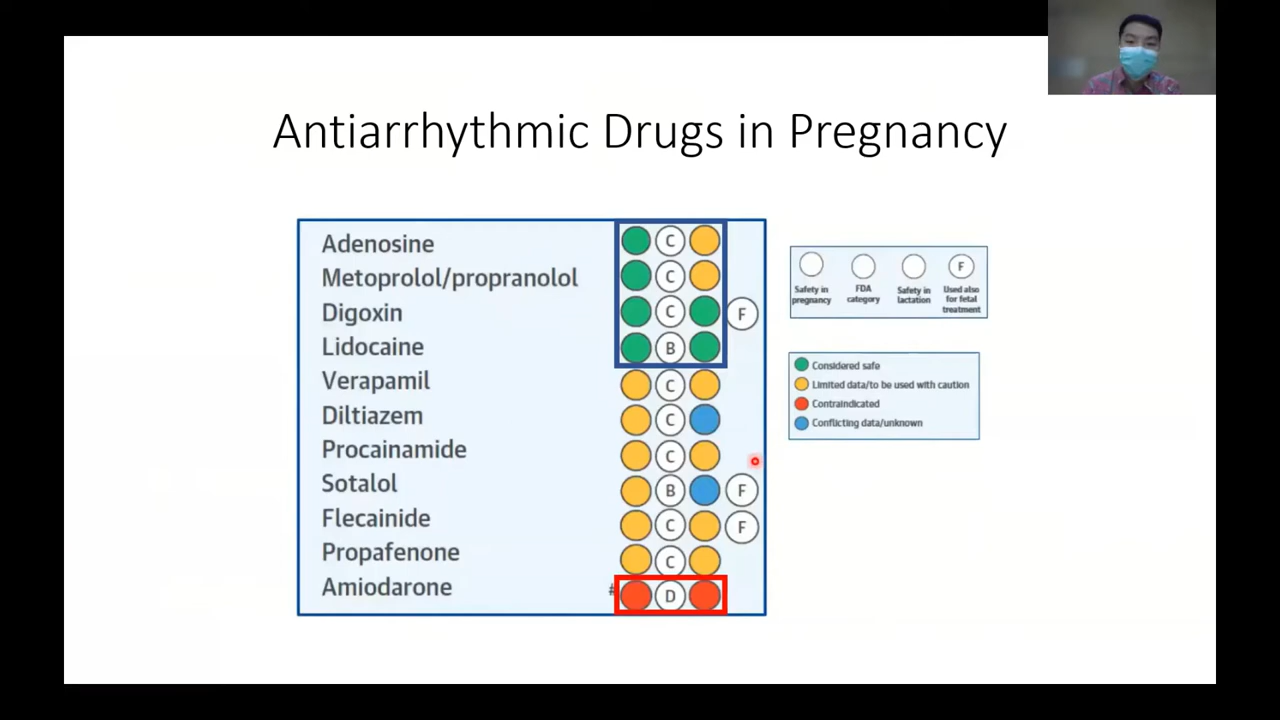 Antiarrhythmic Drugs in Pregnancy
Adenosine C
Metoprolol/propranolol C
Digoxin C F
Lidocaine B
Verapamil C
Diltiazem C
Procainamide C
Sotalol B F
Flecainide C F
Propafenone C
Amiodarone # D
F
Safety in pregnancy
FDA category
Safety in lactation
Used also for fetal treatment
Considered safe
Limited data/to be used with caution
Contraindicated
Conflicting data/unknown